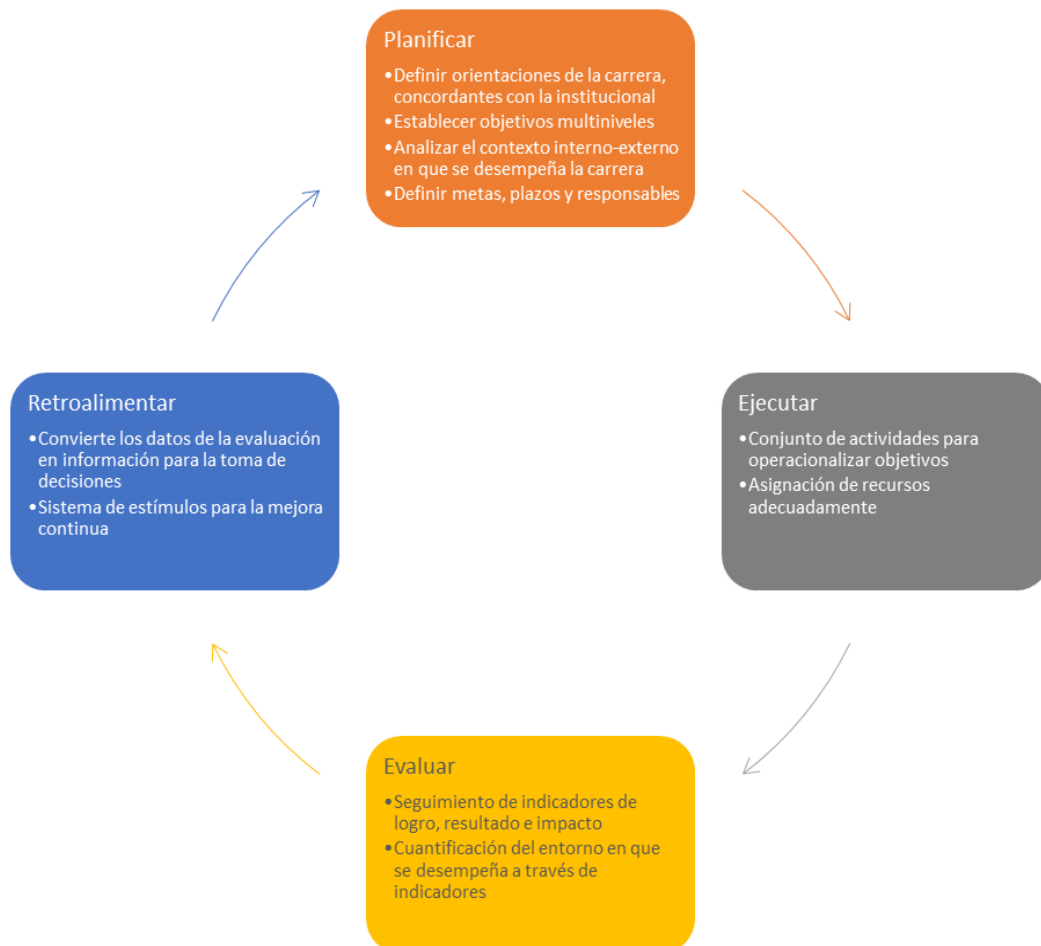 Planificar
•Definir orientaciones de la carrera,
concordantes con la institucional
•Establecer objetivos multiniveles
•Analizar el contexto interno-externo
en que se desempeña la carrera
•Definir metas, plazos y responsables
Retroalimentar
•Convierte los datos de la evaluación
en información para la toma de
decisiones
•Sistema de estímulos para la mejora
continua
Ejecutar
•Conjunto de actividades para
operacionalizar objetivos
•Asignación de recursos
adecuadamente
Evaluar
•Seguimiento de indicadores de
logro, resultado e impacto
•Cuantificación del entorno en que
se desempeña a través de
indicadores